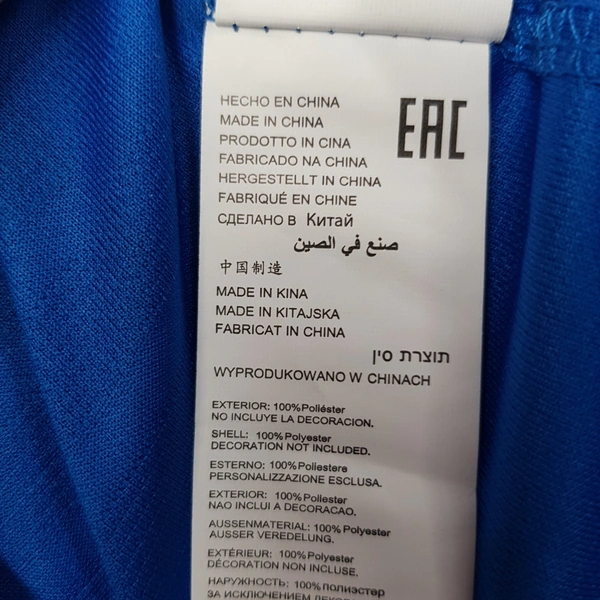 HECHO EN CHINA
EAC
MADE IN CHINA
PRODOTTO IN CINA
FABRICADO NA CHINA
HERGESTELLT IN CHINA
FABRIQUÉ EN CHINE
СДЕЛАНО В Китай
صنع في الصين
中国制造
MADE IN KINA
MADE IN KITAJSKA
FABRICAT IN CHINA
תוצרת סין
WYPRODUKOWANO W CHINACH
EXTERIOR: 100%Poliéster
NO INCLUYE LA DECORACION.
SHELL: 100%Polyester
DECORATION NOT INCLUDED.
ESTERNO: 100%Poliestere
PERSONALIZZAZIONE ESCLUSA.
EXTERIOR: 100%Polyester
NAO INCLUI A DECORACAO.
AUSSENMATERIAL: 100% Polyester
AUSSER VEREDELUNG.
EXTÉRIEUR: 100%Polyester
DÉCORATION NON INCLUSE.
НАРУЖНОСТЬ: 100%полиэстер
ЗА ИСКЛЮЧЕНИЕМ